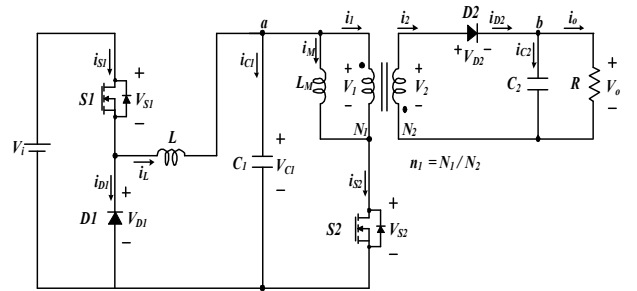 a
i1
i2
D2
iD2
b
io
iS1
+
iC1
iM
+
+
+ VD2 −
iC2
+
S1
VS1
LM
V1
V2
C2
R
Vo
−
L
−
−
−
Vi
N1
N2
iL
C1
+
VC1
n1 = N1 / N2
iD1
+
−
iS2
D1
VD1
+
−
S2
VS2
−